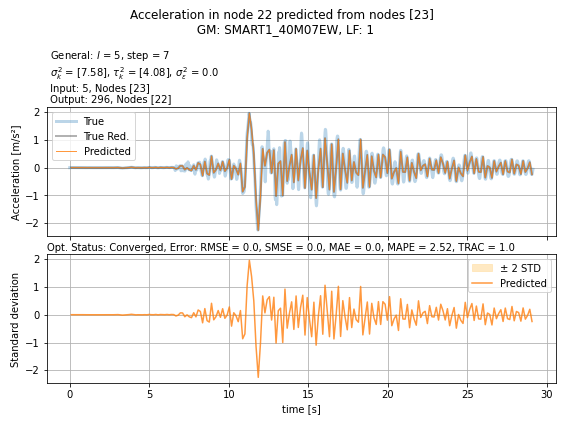 Acceleration in node 22 predicted from nodes [23]
GM: SMART1_40M07EW, LF: 1
General: l = 5, step = 7
σ²ₖ = [7.58], τ²ₖ = [4.08], σ²ε = 0.0
Input: 5, Nodes [23]
Output: 296, Nodes [22]
True
True Red.
Predicted
Acceleration [m/s²]
2
1
0
−1
−2
Opt. Status: Converged, Error: RMSE = 0.0, SMSE = 0.0, MAE = 0.0, MAPE = 2.52, TRAC = 1.0
± 2 STD
Predicted
Standard deviation
2
1
0
−1
−2
0 5 10 15 20 25 30
time [s]